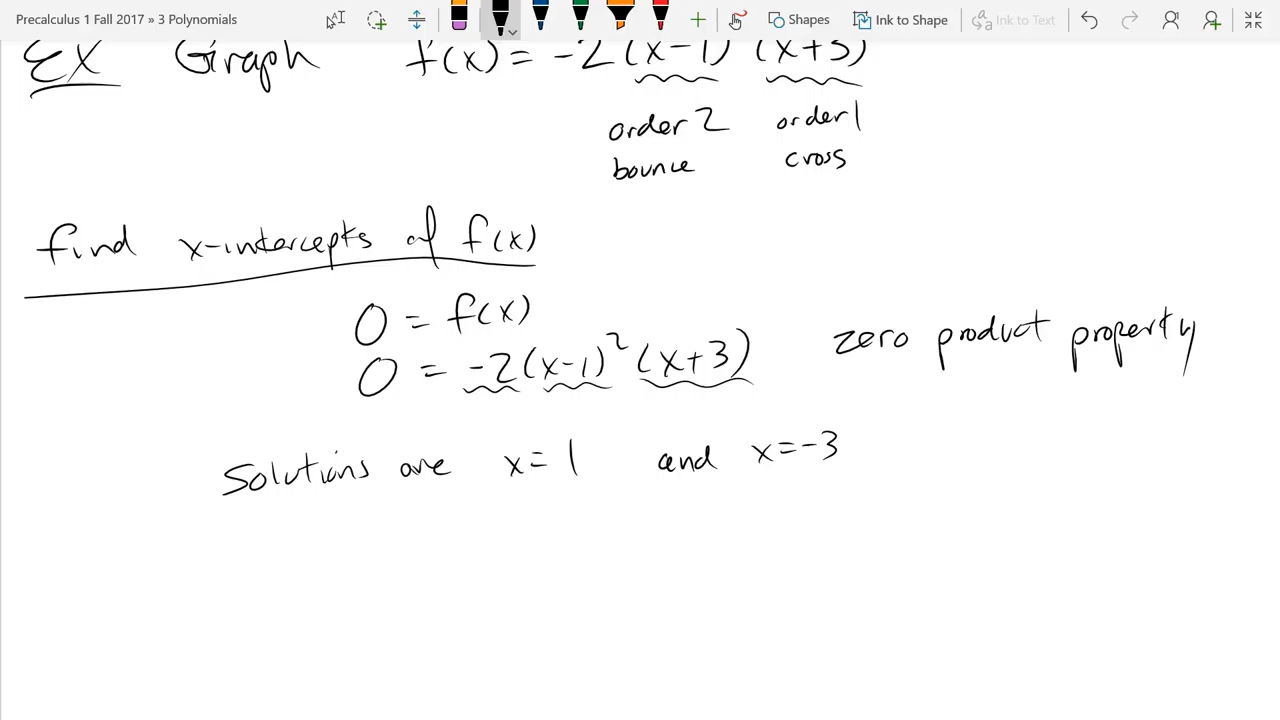 Precalculus 1 Fall 2017 » 3 Polynomials
Shapes
Ink to Shape
Ink to Text
EX Graph f(x) = -2 (x-1) (x+3)
order 2 order 1
bounce cross
find x-intercepts of f(x)
0 = f(x)
0 = -2(x-1)² (x+3) zero product property
Solutions are x=1 and x=-3